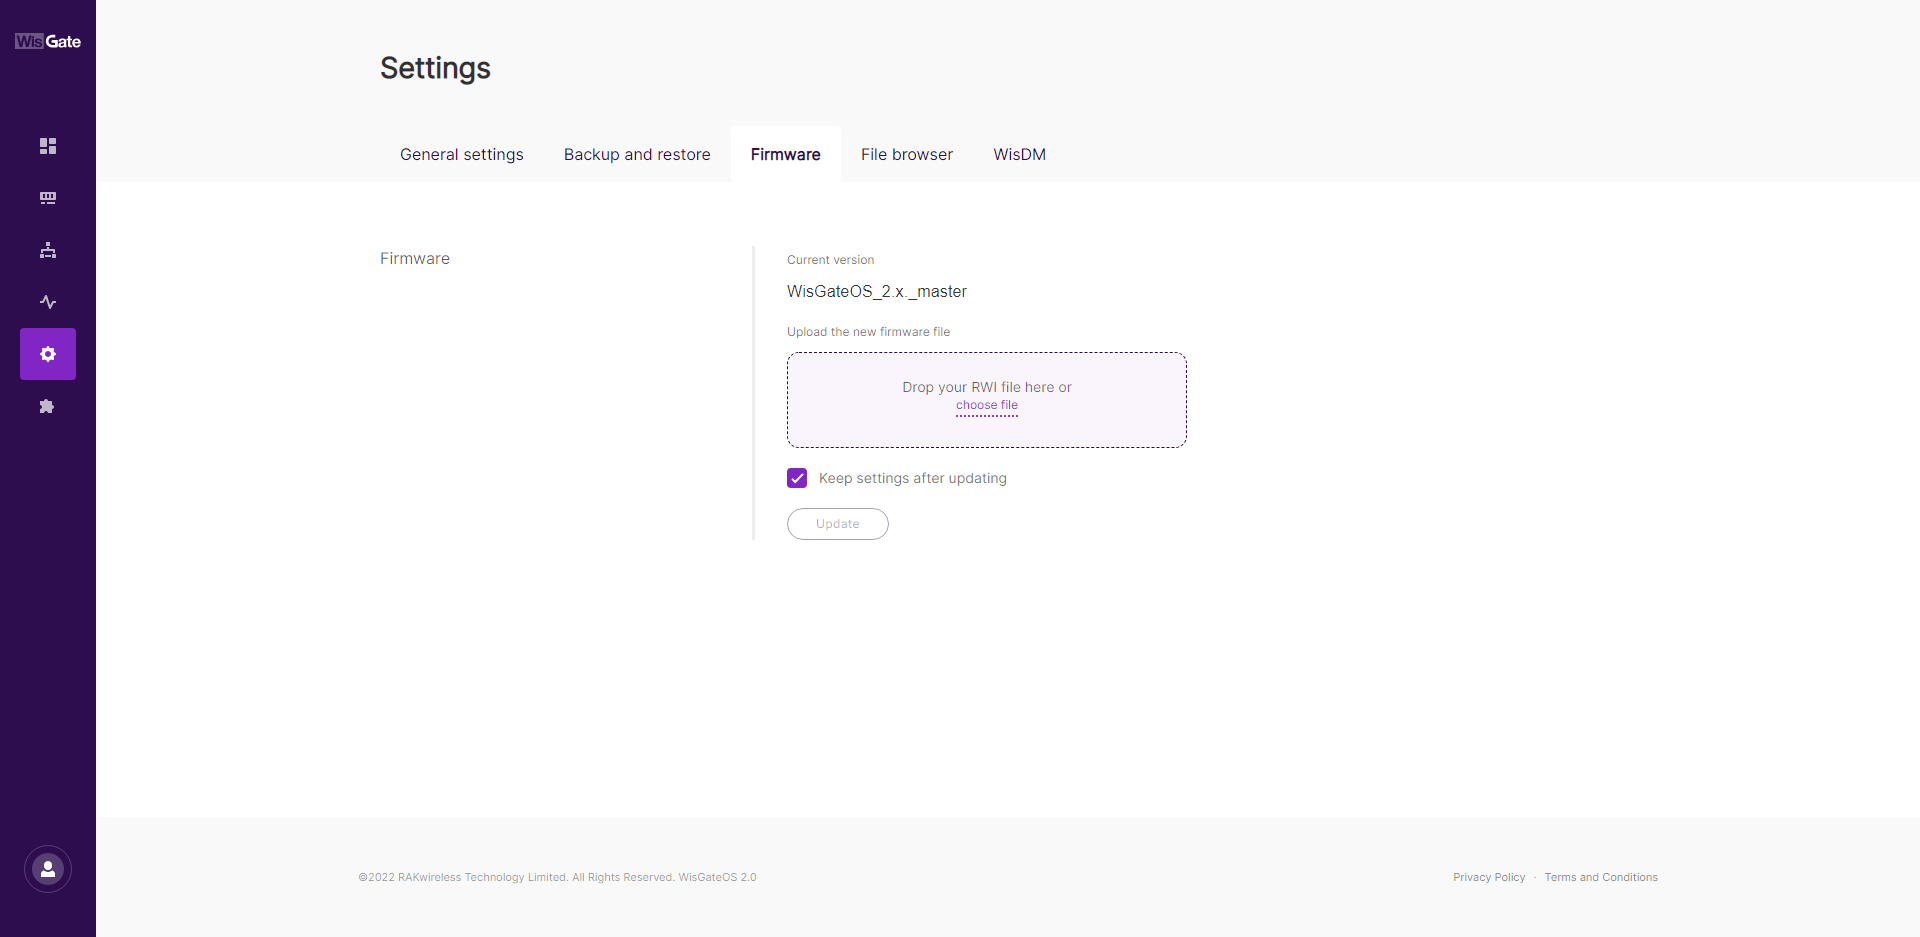 WisGate
Settings
General settings
Backup and restore
Firmware
File browser
WisDM
Firmware
Current version
WisGateOS_2.x._master
Upload the new firmware file
Drop your RWI file here or
choose file
Keep settings after updating
Update
©2022 RAKwireless Technology Limited. All Rights Reserved. WisGateOS 2.0
Privacy Policy · Terms and Conditions